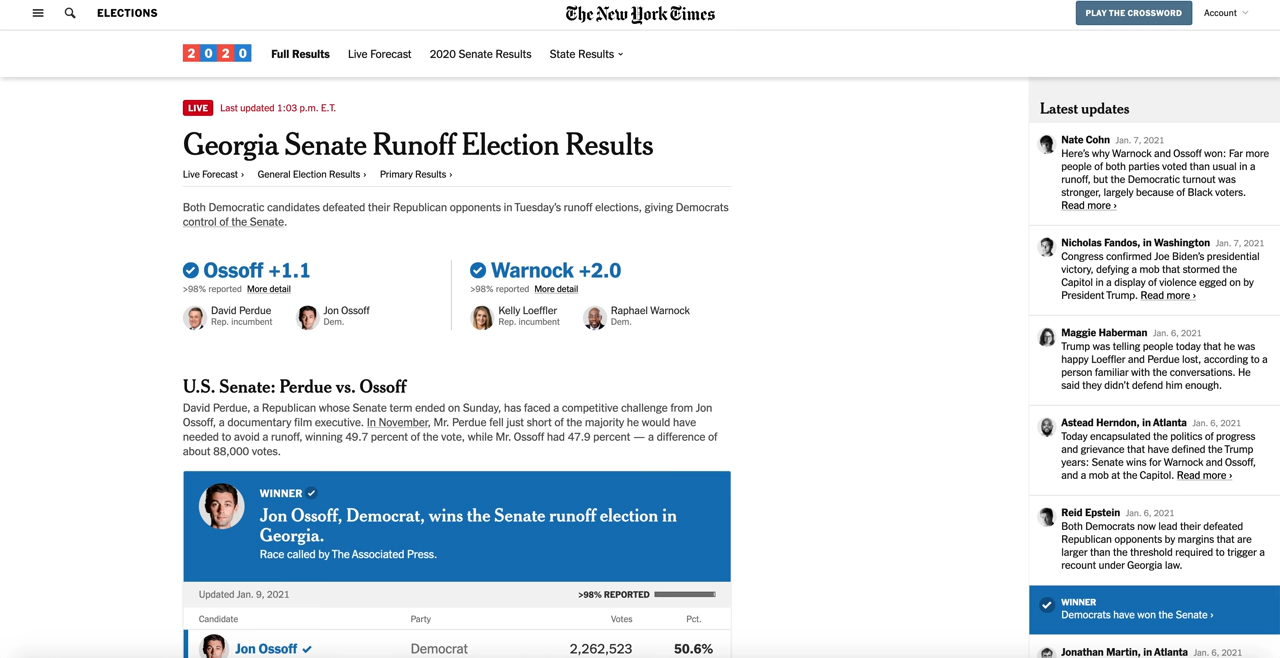 ELECTIONS
The New York Times
PLAY THE CROSSWORD
Account
2020
Full Results
Live Forecast
2020 Senate Results
State Results
LIVE Last updated 1:03 p.m. E.T.
Georgia Senate Runoff Election Results
Live Forecast › General Election Results › Primary Results ›
Both Democratic candidates defeated their Republican opponents in Tuesday's runoff elections, giving Democrats
control of the Senate.
Ossoff +1.1
>98% reported More detail
David Perdue
Rep. incumbent
Jon Ossoff
Dem.
Warnock +2.0
>98% reported More detail
Kelly Loeffler
Rep. incumbent
Raphael Warnock
Dem.
U.S. Senate: Perdue vs. Ossoff
David Perdue, a Republican whose Senate term ended on Sunday, has faced a competitive challenge from Jon
Ossoff, a documentary film executive. In November, Mr. Perdue fell just short of the majority he would have
needed to avoid a runoff, winning 49.7 percent of the vote, while Mr. Ossoff had 47.9 percent — a difference of
about 88,000 votes.
WINNER
Jon Ossoff, Democrat, wins the Senate runoff election in
Georgia.
Race called by The Associated Press.
Updated Jan. 9, 2021 >98% REPORTED
Candidate Party Votes Pct.
Jon Ossoff Democrat 2,262,523 50.6%
Latest updates
Nate Cohn Jan. 7, 2021
Here's why Warnock and Ossoff won: Far more
people of both parties voted than usual in a
runoff, but the Democratic turnout was
stronger, largely because of Black voters.
Read more ›
Nicholas Fandos, in Washington Jan. 7, 2021
Congress confirmed Joe Biden's presidential
victory, defying a mob that stormed the
Capitol in a display of violence egged on by
President Trump. Read more ›
Maggie Haberman Jan. 6, 2021
Trump was telling people today that he was
happy Loeffler and Perdue lost, according to a
person familiar with the conversations. He
said they didn't defend him enough.
Astead Herndon, in Atlanta Jan. 6, 2021
Today encapsulated the politics of progress
and grievance that have defined the Trump
years: Senate wins for Warnock and Ossoff,
and a mob at the Capitol. Read more ›
Reid Epstein Jan. 6, 2021
Both Democrats now lead their defeated
Republican opponents by margins that are
larger than the threshold required to trigger a
recount under Georgia law.
WINNER
Democrats have won the Senate ›
Jonathan Martin, in Atlanta Jan. 6, 2021